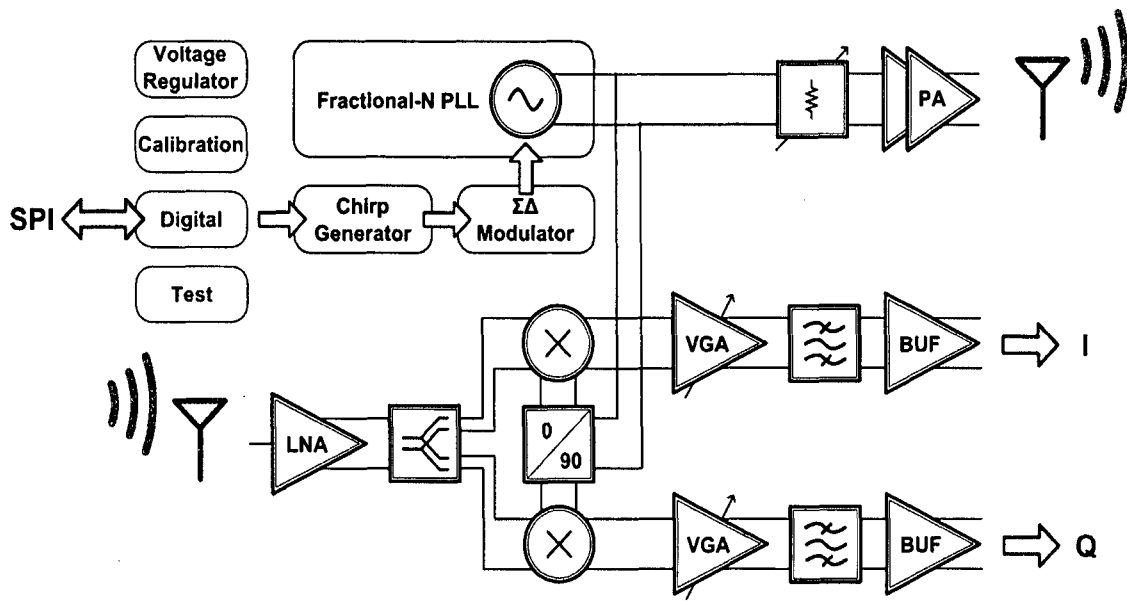 Voltage
Regulator
Fractional-N PLL
PA
Calibration
SPI
Digital
Chirp
Generator
ΣΔ
Modulator
Test
VGA
BUF
I
LNA
0
90
VGA
BUF
Q